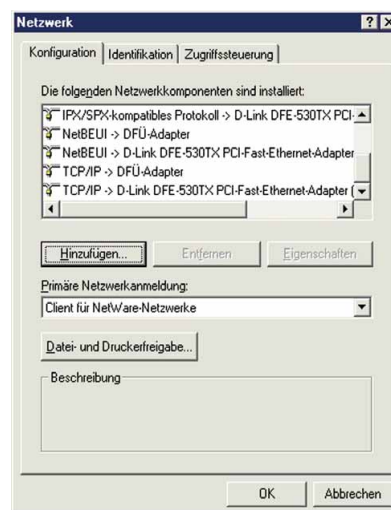 Netzwerk
Konfiguration Identifikation Zugriffssteuerung
Die folgenden Netzwerkkomponenten sind installiert:
IPX/SPX-kompatibles Protokoll -> D-Link DFE-530TX PCI-
NetBEUI -> DFÜ-Adapter
NetBEUI -> D-Link DFE-530TX PCI-Fast-Ethernet-Adapter
TCP/IP -> DFÜ-Adapter
TCP/IP -> D-Link DFE-530TX PCI-Fast-Ethernet-Adapter (
Hinzufügen... Entfernen Eigenschaften
Primäre Netzwerkanmeldung:
Client für NetWare-Netzwerke
Datei- und Druckerfreigabe...
Beschreibung
OK Abbrechen